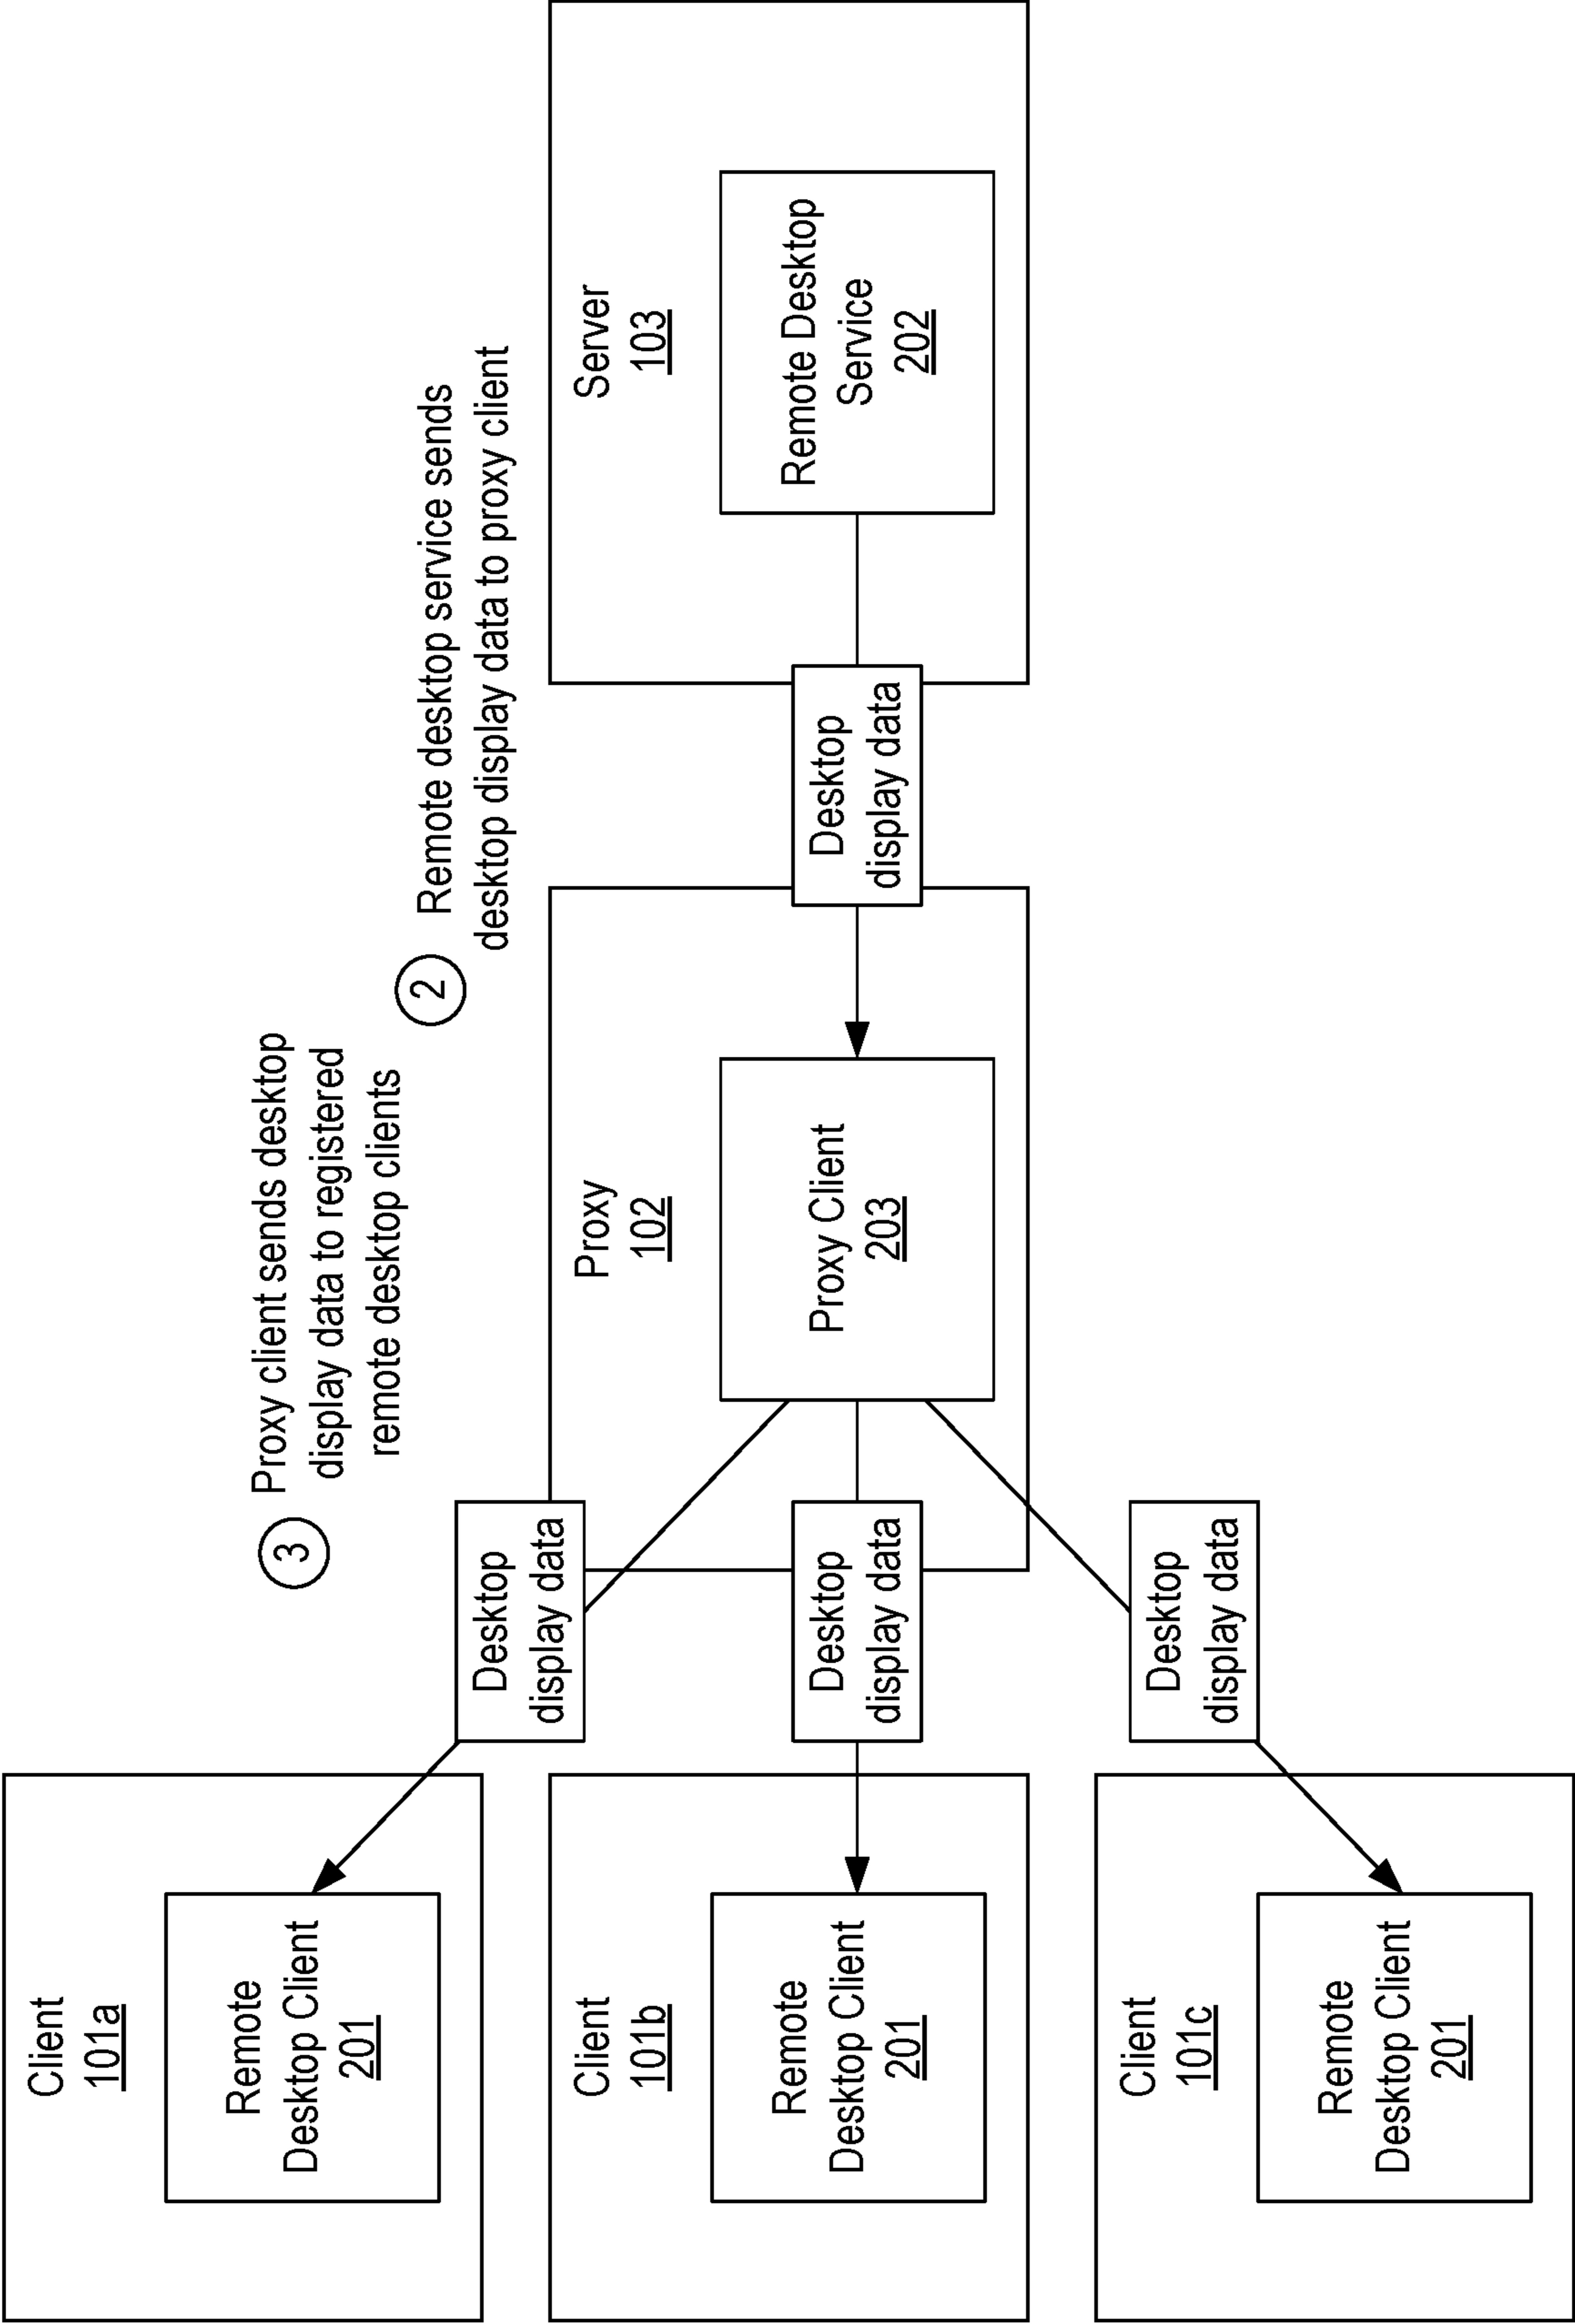 Client
101a
Remote
Desktop Client
201
Client
101b
Remote
Desktop Client
201
Client
101c
Remote
Desktop Client
201
3
Proxy client sends desktop
display data to registered
remote desktop clients
Desktop
display data
Desktop
display data
Desktop
display data
Proxy
102
Proxy Client
203
2
Remote desktop service sends
desktop display data to proxy client
Desktop
display data
Server
103
Remote Desktop
Service
202